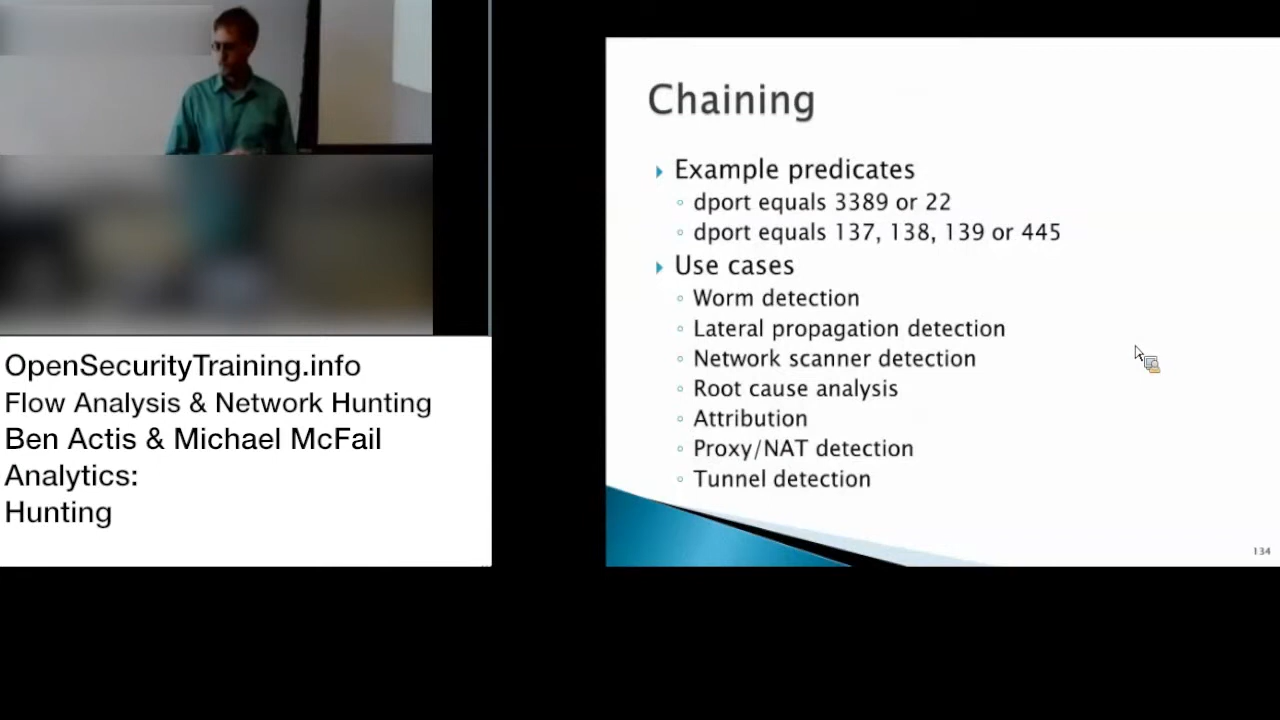 OpenSecurityTraining.info
Flow Analysis & Network Hunting
Ben Actis & Michael McFail
Analytics:
Hunting
Chaining
Example predicates
dport equals 3389 or 22
dport equals 137, 138, 139 or 445
Use cases
Worm detection
Lateral propagation detection
Network scanner detection
Root cause analysis
Attribution
Proxy/NAT detection
Tunnel detection
134